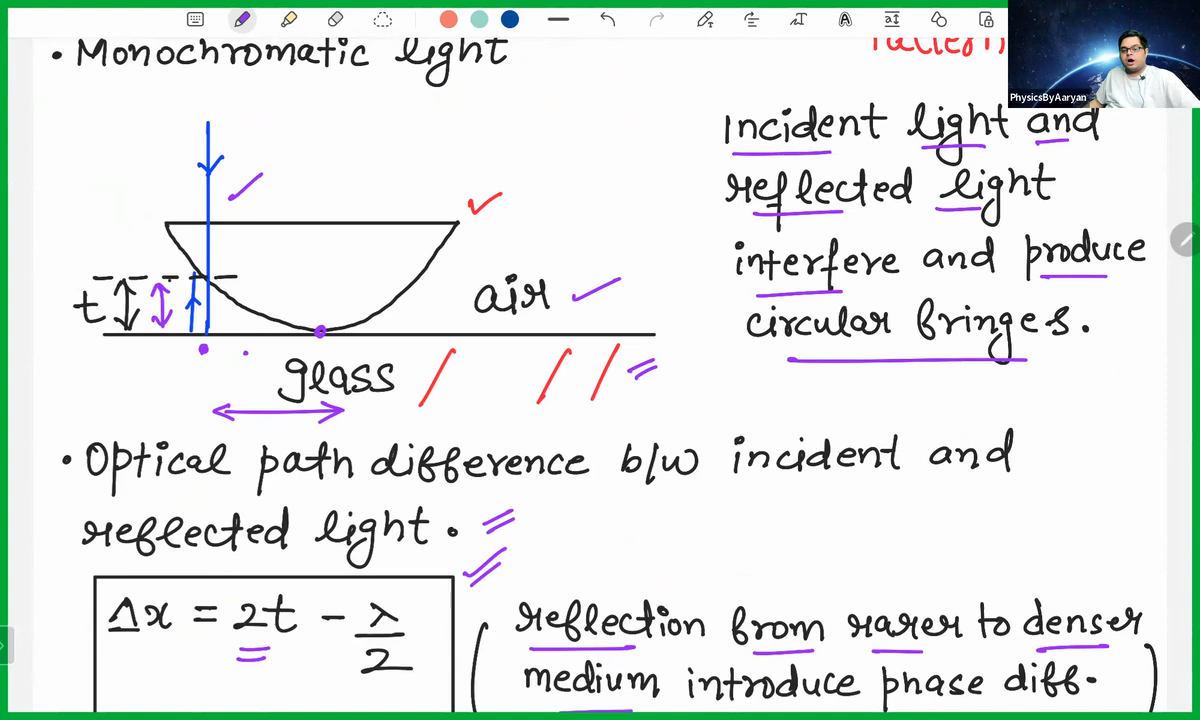 • Monochromatic light
PhysicsByAaryan
Incident light and
reflected light
interfere and produce
circular fringes.
t
air
glass
• Optical path difference b/w incident and
reflected light.
Δx = 2t - λ/2
( reflection from rarer to denser
medium introduce phase diff. )